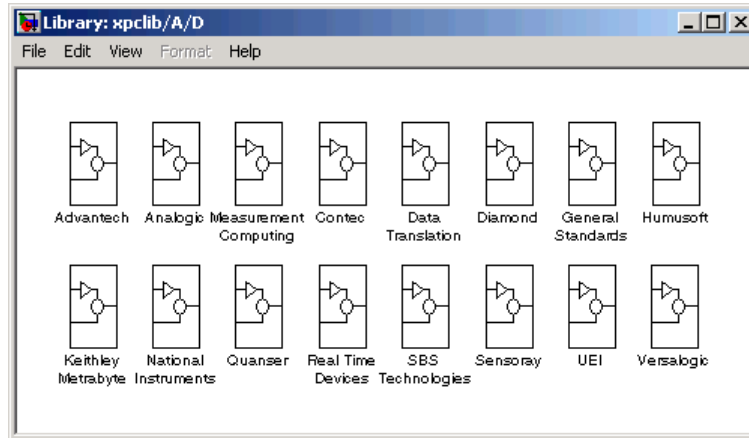 Library: xpclib/A/D
File Edit View Format Help
Advantech Analogic Measurement Computing Contec Data Translation Diamond General Standards Humusoft
Keithley Metrabyte National Instruments Quanser Real Time Devices SBS Technologies Sensoray UEI Versalogic